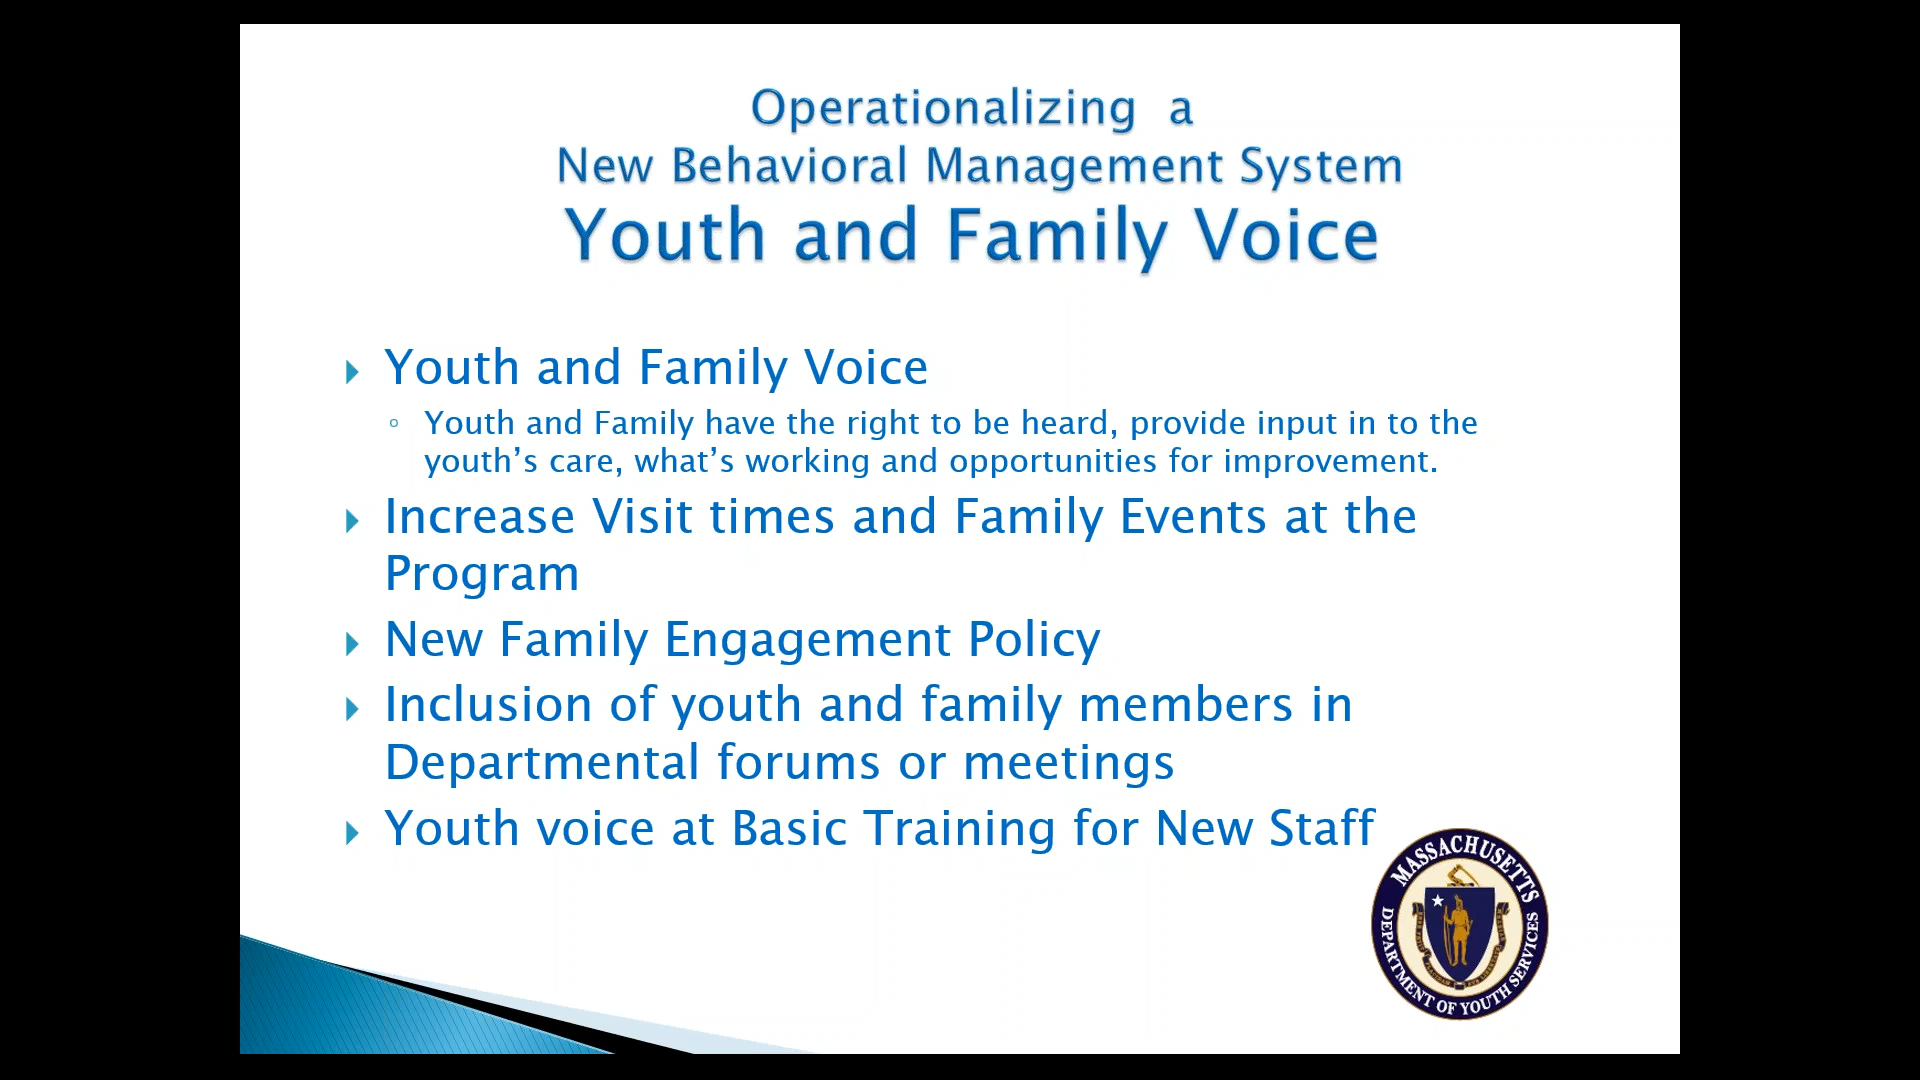 Operationalizing a
New Behavioral Management System
Youth and Family Voice
Youth and Family Voice
Youth and Family have the right to be heard, provide input in to the
youth’s care, what’s working and opportunities for improvement.
Increase Visit times and Family Events at the
Program
New Family Engagement Policy
Inclusion of youth and family members in
Departmental forums or meetings
Youth voice at Basic Training for New Staff
MASSACHUSETTS
DEPARTMENT OF YOUTH SERVICES